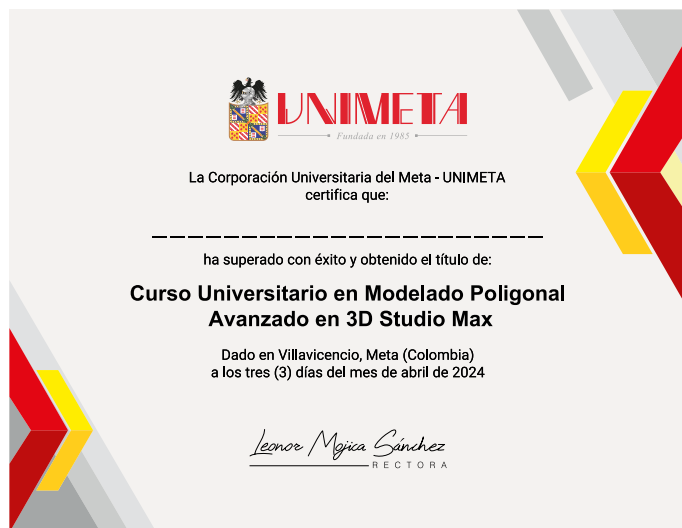 UNIMETA
Fundada en 1985
La Corporación Universitaria del Meta - UNIMETA
certifica que:
ha superado con éxito y obtenido el título de:
Curso Universitario en Modelado Poligonal
Avanzado en 3D Studio Max
Dado en Villavicencio, Meta (Colombia)
a los tres (3) días del mes de abril de 2024
Leonor Mojica Sánchez
RECTORA